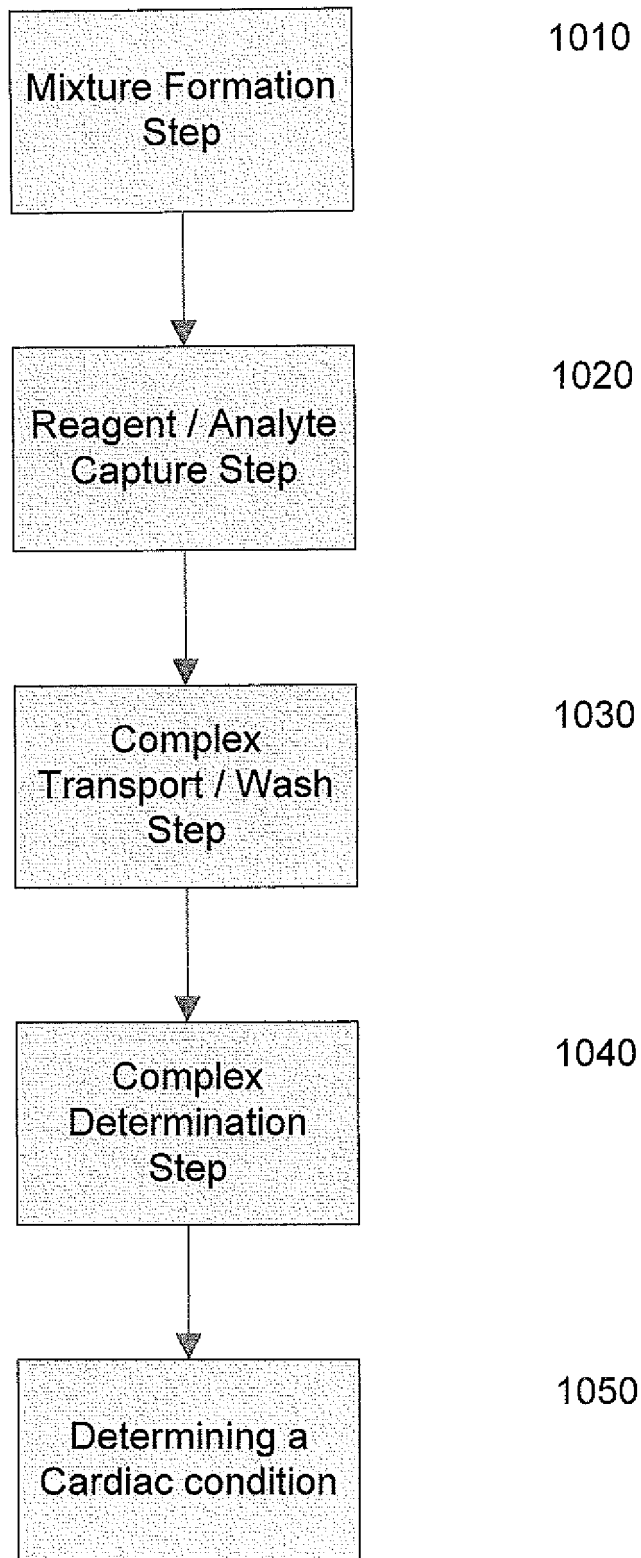 1010
Mixture Formation
Step
1020
Reagent / Analyte
Capture Step
1030
Complex
Transport / Wash
Step
1040
Complex
Determination
Step
1050
Determining a
Cardiac condition